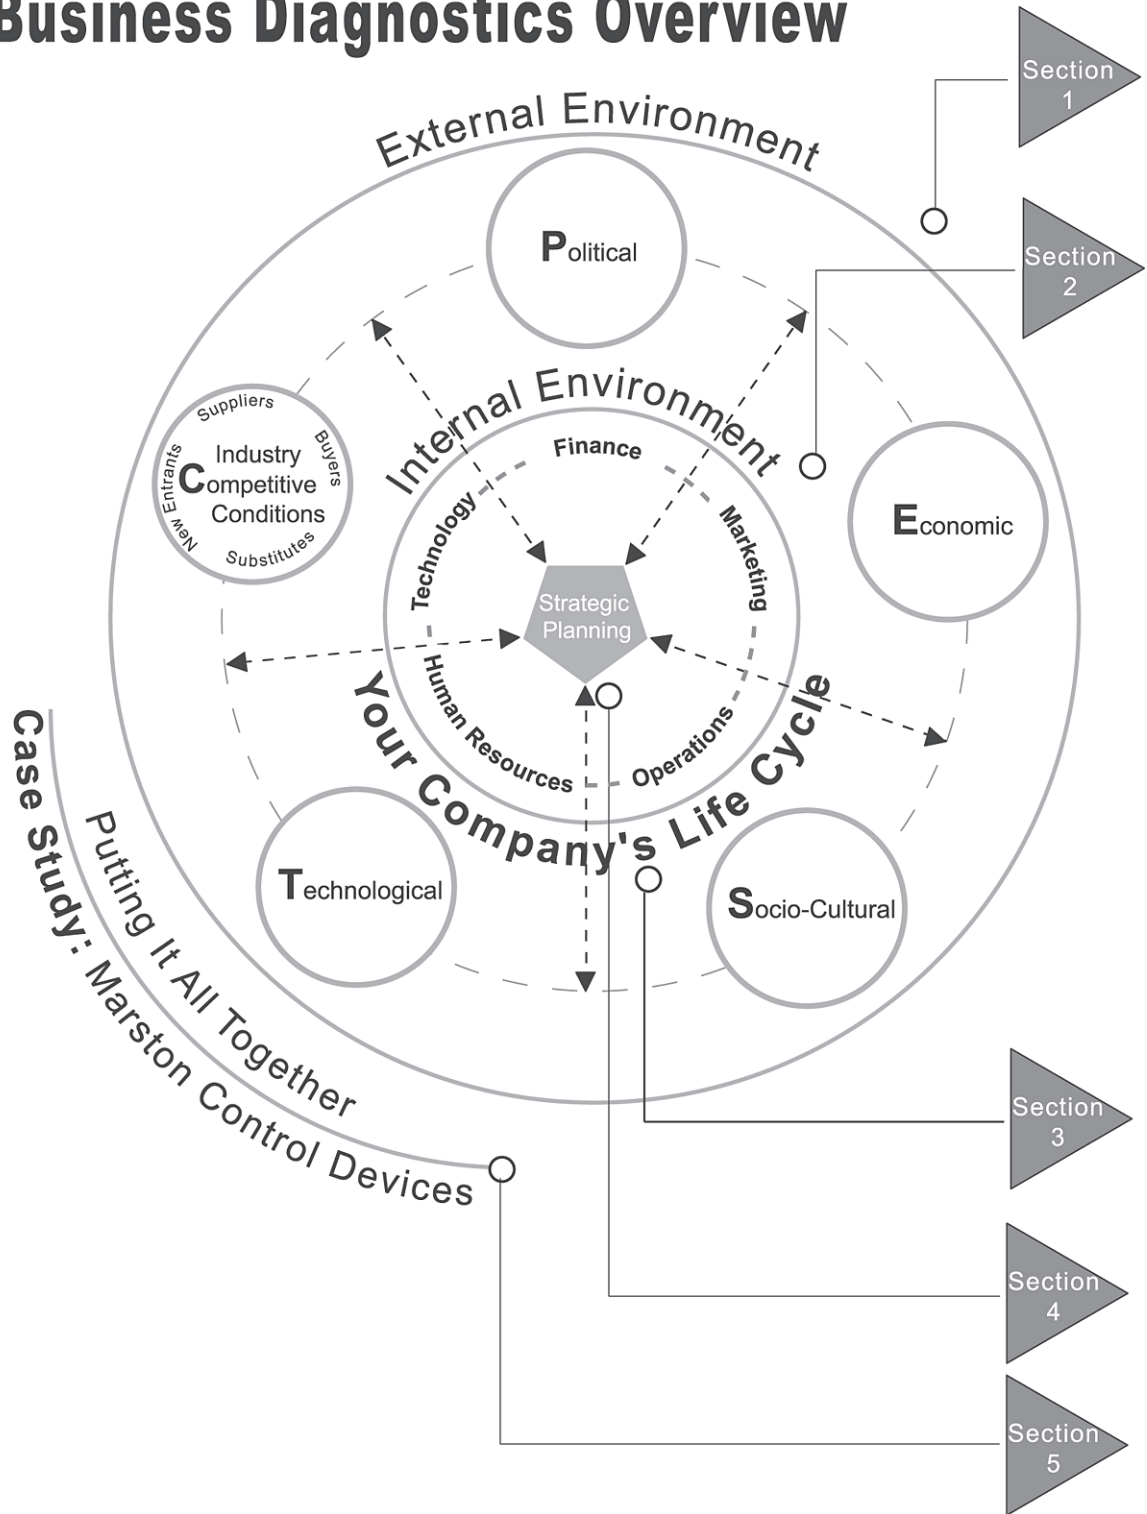 Business Diagnostics Overview
Section
1
External Environment
Political
Section
2
Internal Environment
Suppliers
Buyers
New Entrants
Substitutes
Industry
Competitive
Conditions
Finance
Technology
Marketing
Economic
Strategic
Planning
Human Resources
Operations
Your Company's Life Cycle
Technological
Socio-Cultural
Putting It All Together
Case Study: Marston Control Devices
Section
3
Section
4
Section
5